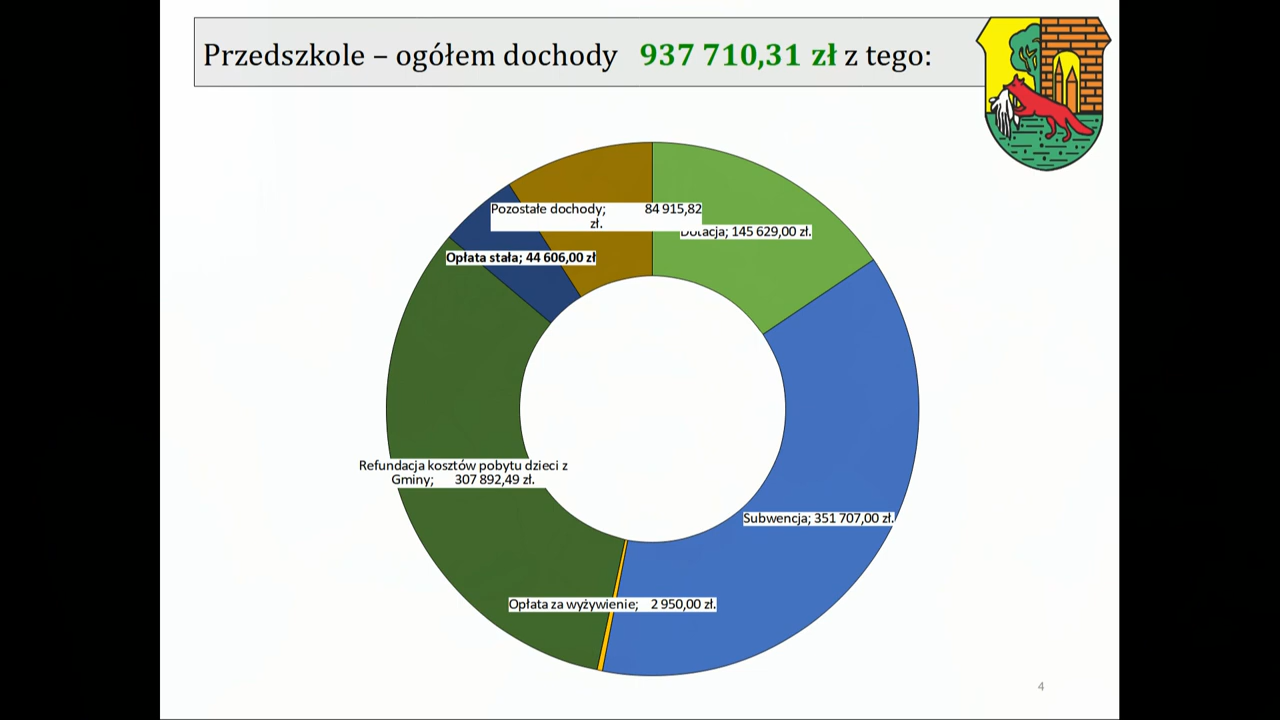 Przedszkole – ogółem dochody 937 710,31 zł z tego:
Pozostałe dochody; 84 915,82
zł.
Dotacja; 145 629,00 zł.
Opłata stała; 44 606,00 zł
Refundacja kosztów pobytu dzieci z
Gminy; 307 892,49 zł.
Subwencja; 351 707,00 zł.
Opłata za wyżywienie; 2 950,00 zł.
4